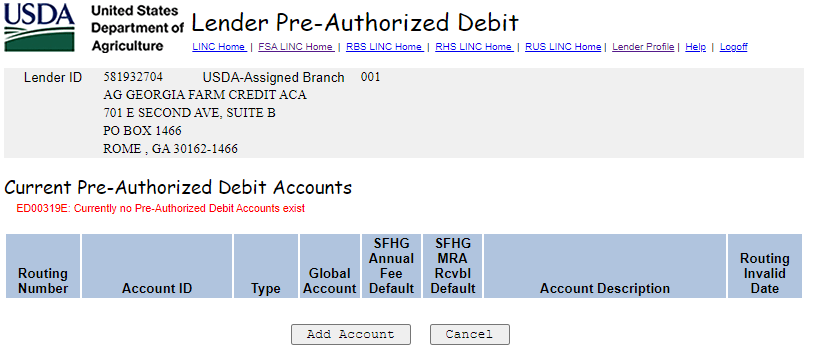 USDA
United States
Department of
Agriculture
Lender Pre-Authorized Debit
LINC Home | FSA LINC Home | RBS LINC Home | RHS LINC Home | RUS LINC Home | Lender Profile | Help | Logoff
Lender ID 581932704 USDA-Assigned Branch 001
AG GEORGIA FARM CREDIT ACA
701 E SECOND AVE, SUITE B
PO BOX 1466
ROME , GA 30162-1466
Current Pre-Authorized Debit Accounts
ED00319E: Currently no Pre-Authorized Debit Accounts exist
Routing Number
Account ID
Type
Global Account
SFHG Annual Fee Default
SFHG MRA Rcvbl Default
Account Description
Routing Invalid Date
Add Account
Cancel